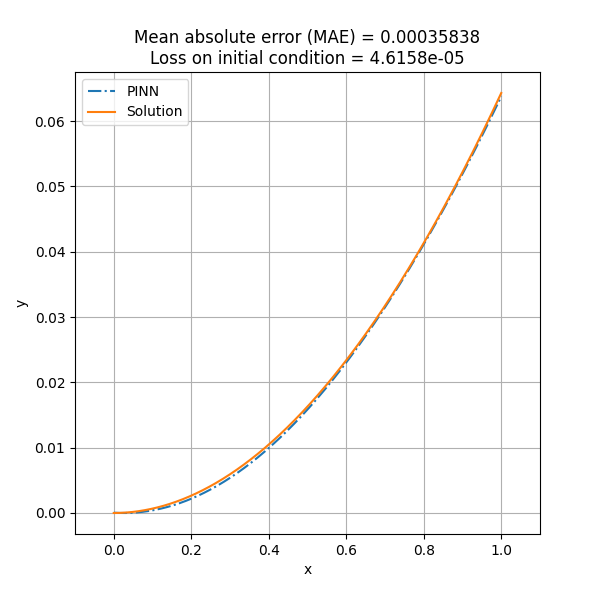 Mean absolute error (MAE) = 0.00035838
Loss on initial condition = 4.6158e-05
PINN
Solution
0.06
0.05
0.04
0.03
0.02
0.01
0.00
y
0.0 0.2 0.4 0.6 0.8 1.0
x